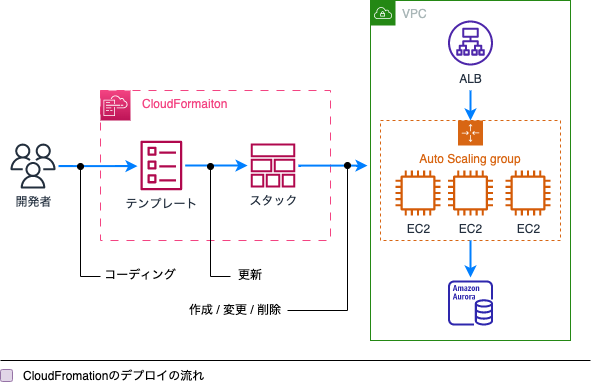 VPC
ALB
CloudFormaiton
Auto Scaling group
開発者
テンプレート
スタック
EC2
EC2
EC2
コーディング
更新
作成 / 変更 / 削除
Amazon
Aurora
CloudFromationのデプロイの流れ